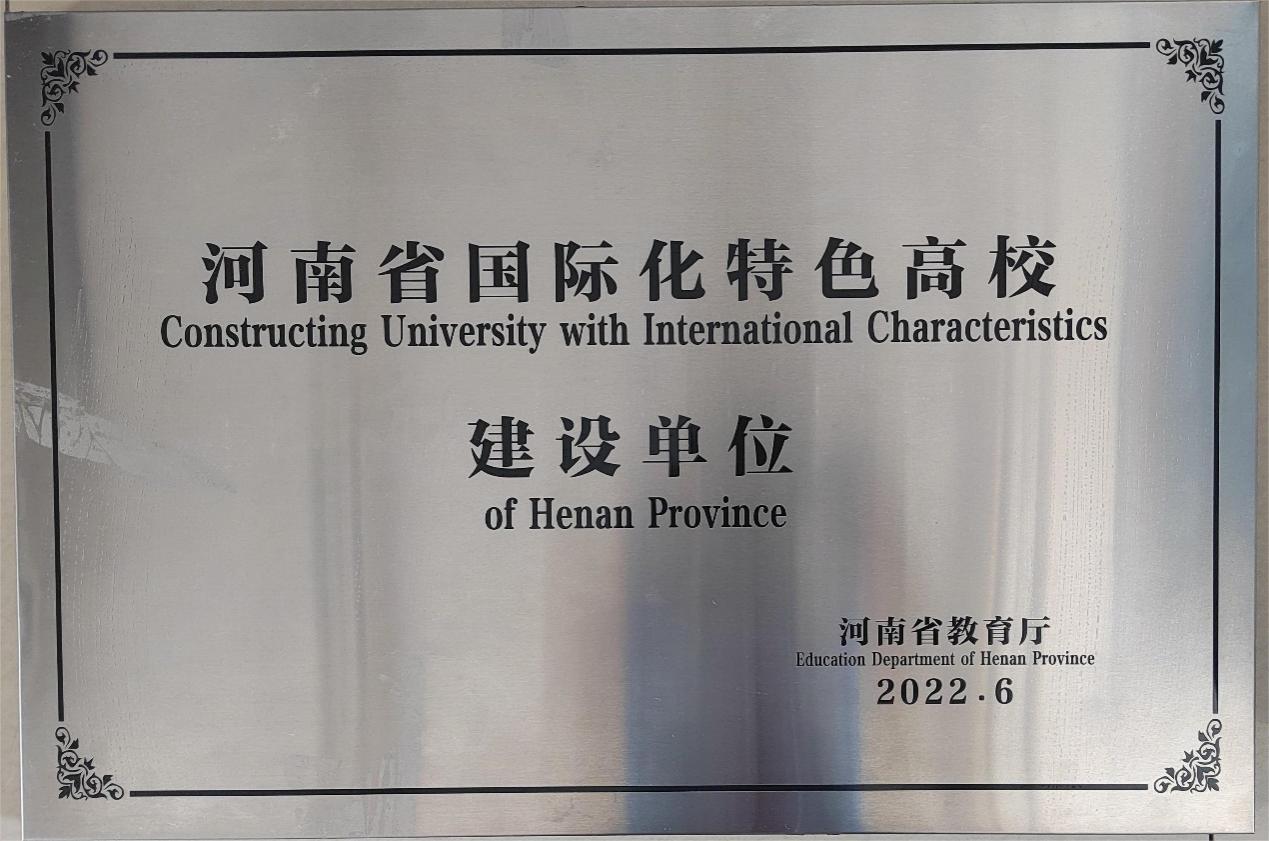 河南省国际化特色高校
Constructing University with International Characteristics
建设单位
of Henan Province
河南省教育厅
Education Department of Henan Province
2022.6